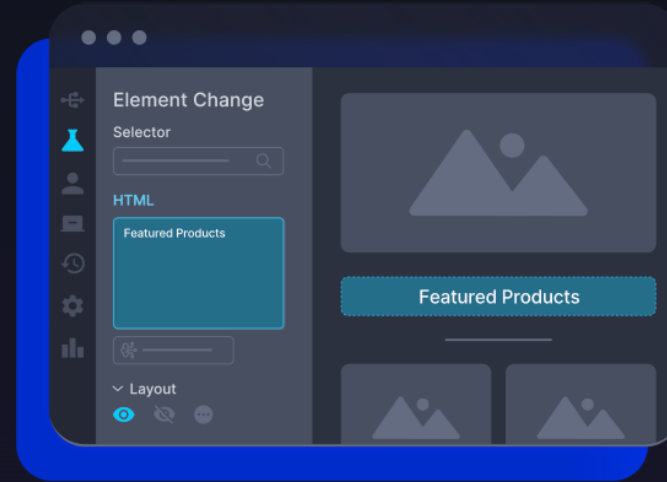 Element Change
Selector
HTML
Featured Products
Layout
Featured Products